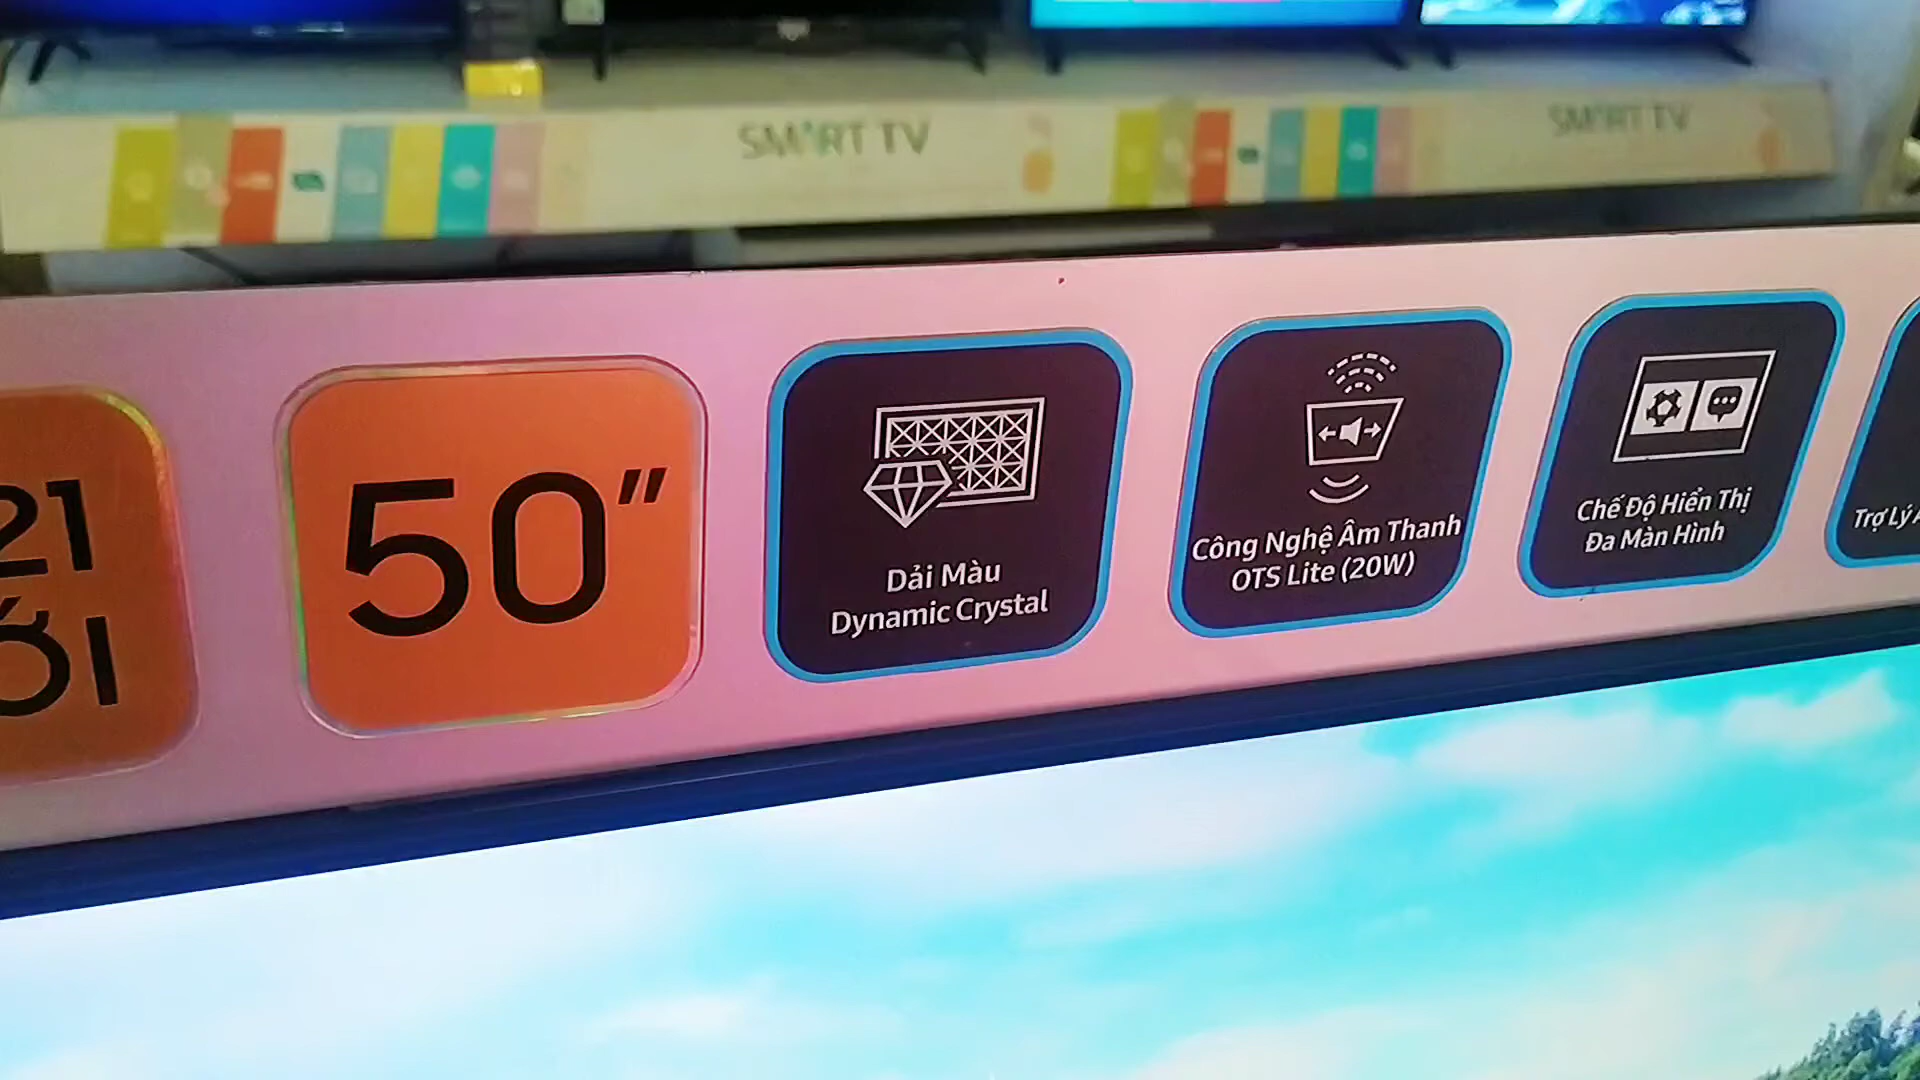 SMART TV
SMART TV
21
ỚI
50"
Dải Màu
Dynamic Crystal
Công Nghệ Âm Thanh
OTS Lite (20W)
Chế Độ Hiển Thị
Đa Màn Hình
Trợ Lý